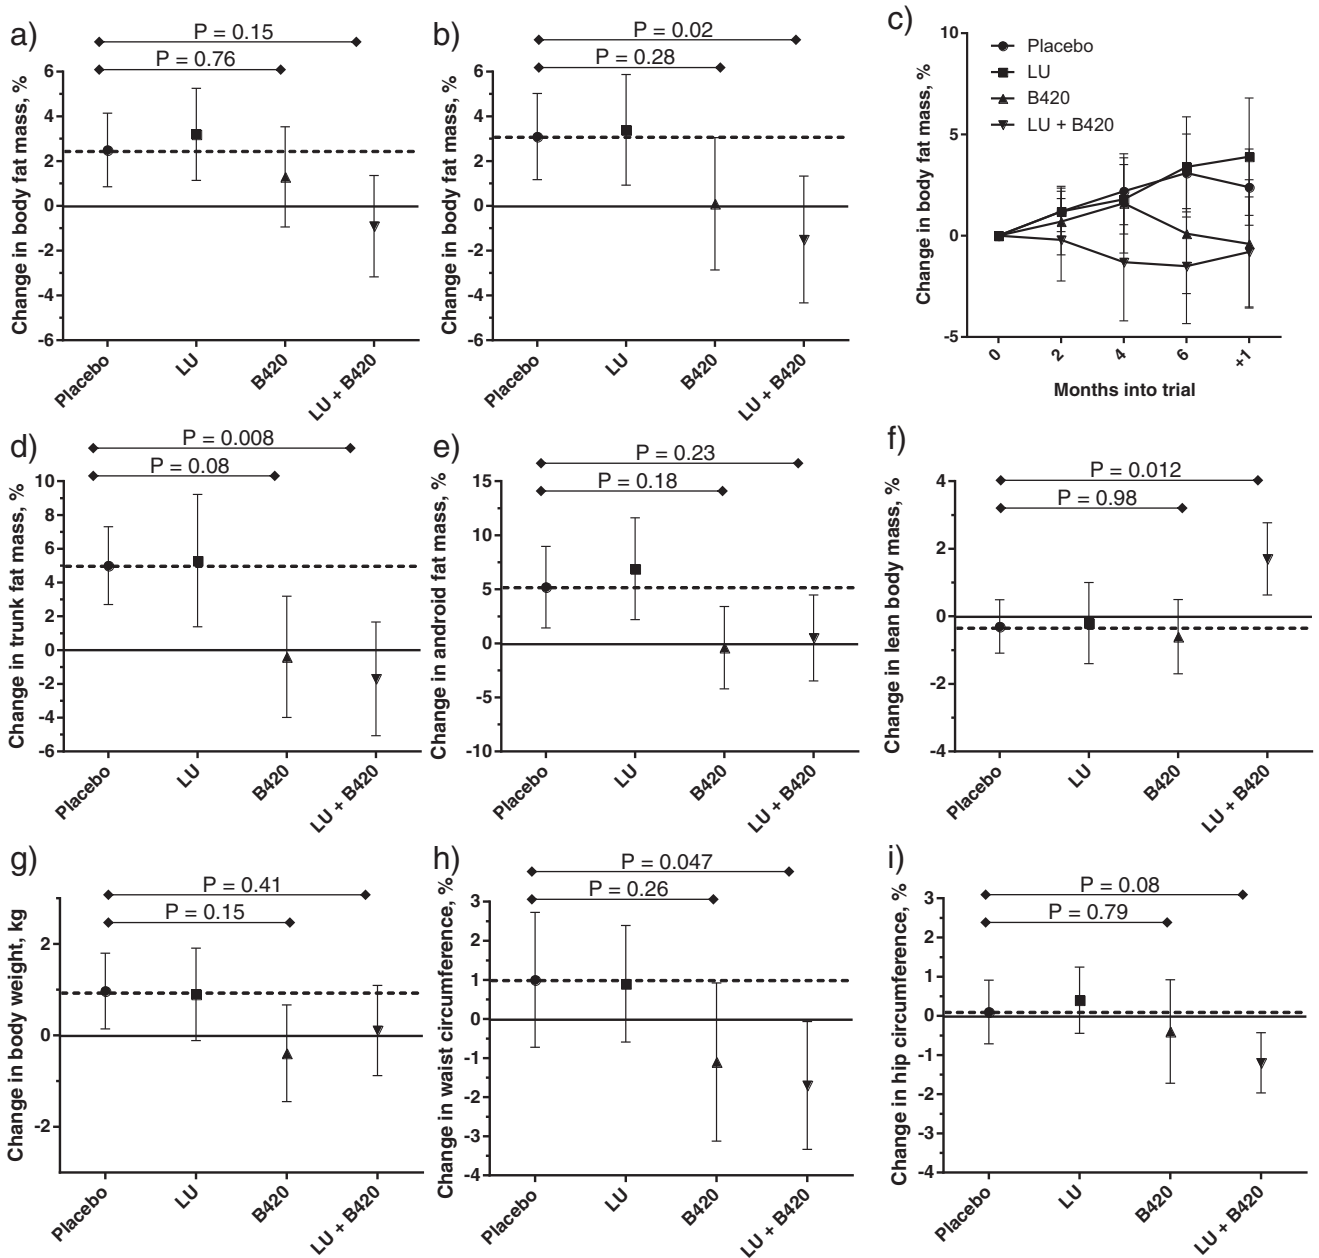 a)
P = 0.15
P = 0.76
Change in body fat mass, %
6
4
2
0
-2
-4
-6
Placebo
LU
B420
LU + B420
b)
P = 0.02
P = 0.28
Change in body fat mass, %
6
4
2
0
-2
-4
-6
Placebo
LU
B420
LU + B420
c)
Change in body fat mass, %
10
5
0
-5
Placebo
LU
B420
LU + B420
0
2
4
6
+1
Months into trial
d)
P = 0.008
P = 0.08
Change in trunk fat mass, %
10
8
6
4
2
0
-2
-4
-6
Placebo
LU
B420
LU + B420
e)
P = 0.23
P = 0.18
Change in android fat mass, %
15
10
5
0
-5
-10
Placebo
LU
B420
LU + B420
f)
P = 0.012
P = 0.98
Change in lean body mass, %
4
2
0
-2
-4
Placebo
LU
B420
LU + B420
g)
P = 0.41
P = 0.15
Change in body weight, kg
2
0
-2
Placebo
LU
B420
LU + B420
h)
P = 0.047
P = 0.26
Change in waist circumference, %
3
2
1
0
-1
-2
-3
-4
Placebo
LU
B420
LU + B420
i)
P = 0.08
P = 0.79
Change in hip circumference, %
3
2
1
0
-1
-2
-3
-4
Placebo
LU
B420
LU + B420